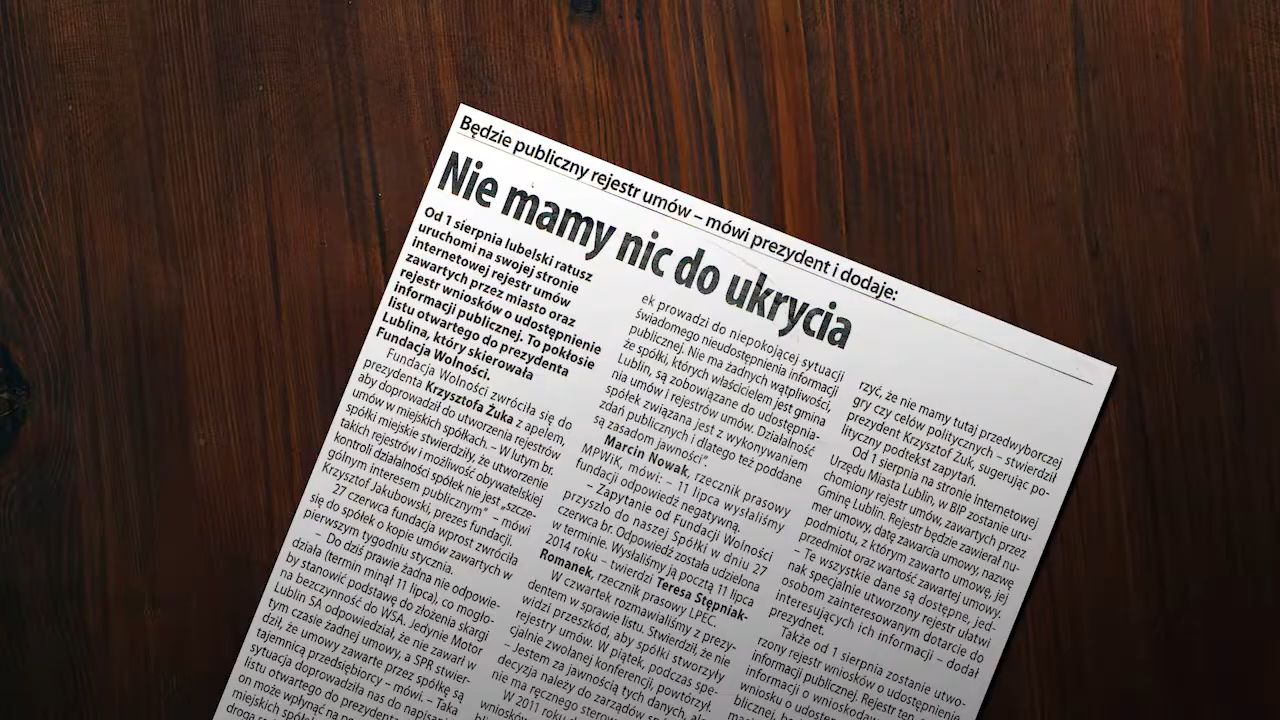 Będzie publiczny rejestr umów – mówi prezydent i dodaje:
Nie mamy nic do ukrycia
Od 1 sierpnia lubelski ratusz
uruchomi na swojej stronie
internetowej rejestr umów
zawartych przez miasto oraz
rejestr wniosków o udostępnienie
informacji publicznej. To pokłosie
listu otwartego do prezydenta
Lublina, który skierowała
Fundacja Wolności.
Fundacja Wolności zwróciła się do
prezydenta Krzysztofa Żuka z apelem,
aby doprowadził do utworzenia rejestrów
umów w miejskich spółkach. – W lutym br.
spółki miejskie stwierdziły, że utworzenie
takich rejestrów i możliwość obywatelskiej
kontroli działalności spółek nie jest „szcze-
gólnym interesem publicznym” – mówi
Krzysztof Jakubowski, prezes fundacji.
27 czerwca fundacja wprost zwróciła
się do spółek o kopie umów zawartych w
pierwszym tygodniu stycznia.
– Do dziś prawie żadna nie odpowie-
działa (termin minął 11 lipca), co mogło-
by stanowić podstawę do złożenia skargi
na bezczynność do WSA. Jedynie Motor
Lublin SA odpowiedział, że nie zawarł w
tym czasie żadnej umowy, a SPR stwier-
dził, że umowy zawarte przez spółkę są
tajemnicą przedsiębiorcy – mówi. – Taka
sytuacja doprowadziła nas do napisania
listu otwartego do prezydenta
on może wpłynąć na
miejskich spółek
drogą
ek prowadzi do niepokojącej sytuacji
świadomego nieudostępnienia informacji
publicznej. Nie ma żadnych wątpliwości,
że spółki, których właścicielem jest gmina
Lublin, są zobowiązane do udostępnia-
nia umów i rejestrów umów. Działalność
spółek związana jest z wykonywaniem
zdań publicznych i dlatego też poddane
są zasadom jawności”.
Marcin Nowak, rzecznik prasowy
MPWiK, mówi: – 11 lipca wysłaliśmy
fundacji odpowiedź negatywną.
– Zapytanie od Fundacji Wolności
przyszło do naszej Spółki w dniu 27
czerwca br. Odpowiedź została udzielona
w terminie. Wysłaliśmy ją pocztą 11 lipca
2014 roku – twierdzi Teresa Stępniak-
Romanek, rzecznik prasowy LPEC.
W czwartek rozmawialiśmy z prezy-
dentem w sprawie listu. Stwierdził, że nie
widzi przeszkód, aby spółki stworzyły
rejestry umów. W piątek, podczas spe-
cjalnie zwołanej konferencji, powtórzył.
– Jestem za jawnością tych danych, ale
decyzja należy do zarządów
nie ma ręcznego
W 2011 roku
wniosków
rzyć, że nie mamy tutaj przedwyborczej
gry czy celów politycznych – stwierdził
prezydent Krzysztof Żuk, sugerując po-
lityczny podtekst zapytań.
Od 1 sierpnia na stronie internetowej
Urzędu Miasta Lublin, w BIP zostanie uru-
chomiony rejestr umów, zawartych przez
Gminę Lublin. Rejestr będzie zawierał nu-
mer umowy, datę zawarcia umowy, nazwę
podmiotu, z którym zawarto umowę, jej
przedmiot oraz wartość zawartej umowy.
– Te wszystkie dane są dostępne, jed-
nak specjalnie utworzony rejestr ułatwi
osobom zainteresowanym dotarcie do
interesujących ich informacji – dodał
prezydnet.
Także od 1 sierpnia zostanie utwo-
rzony rejestr wniosków o udostępnienie
informacji publicznej. Rejestr ten
informacji o wnioskodawcy
wniosku o udostęp
blicznej,